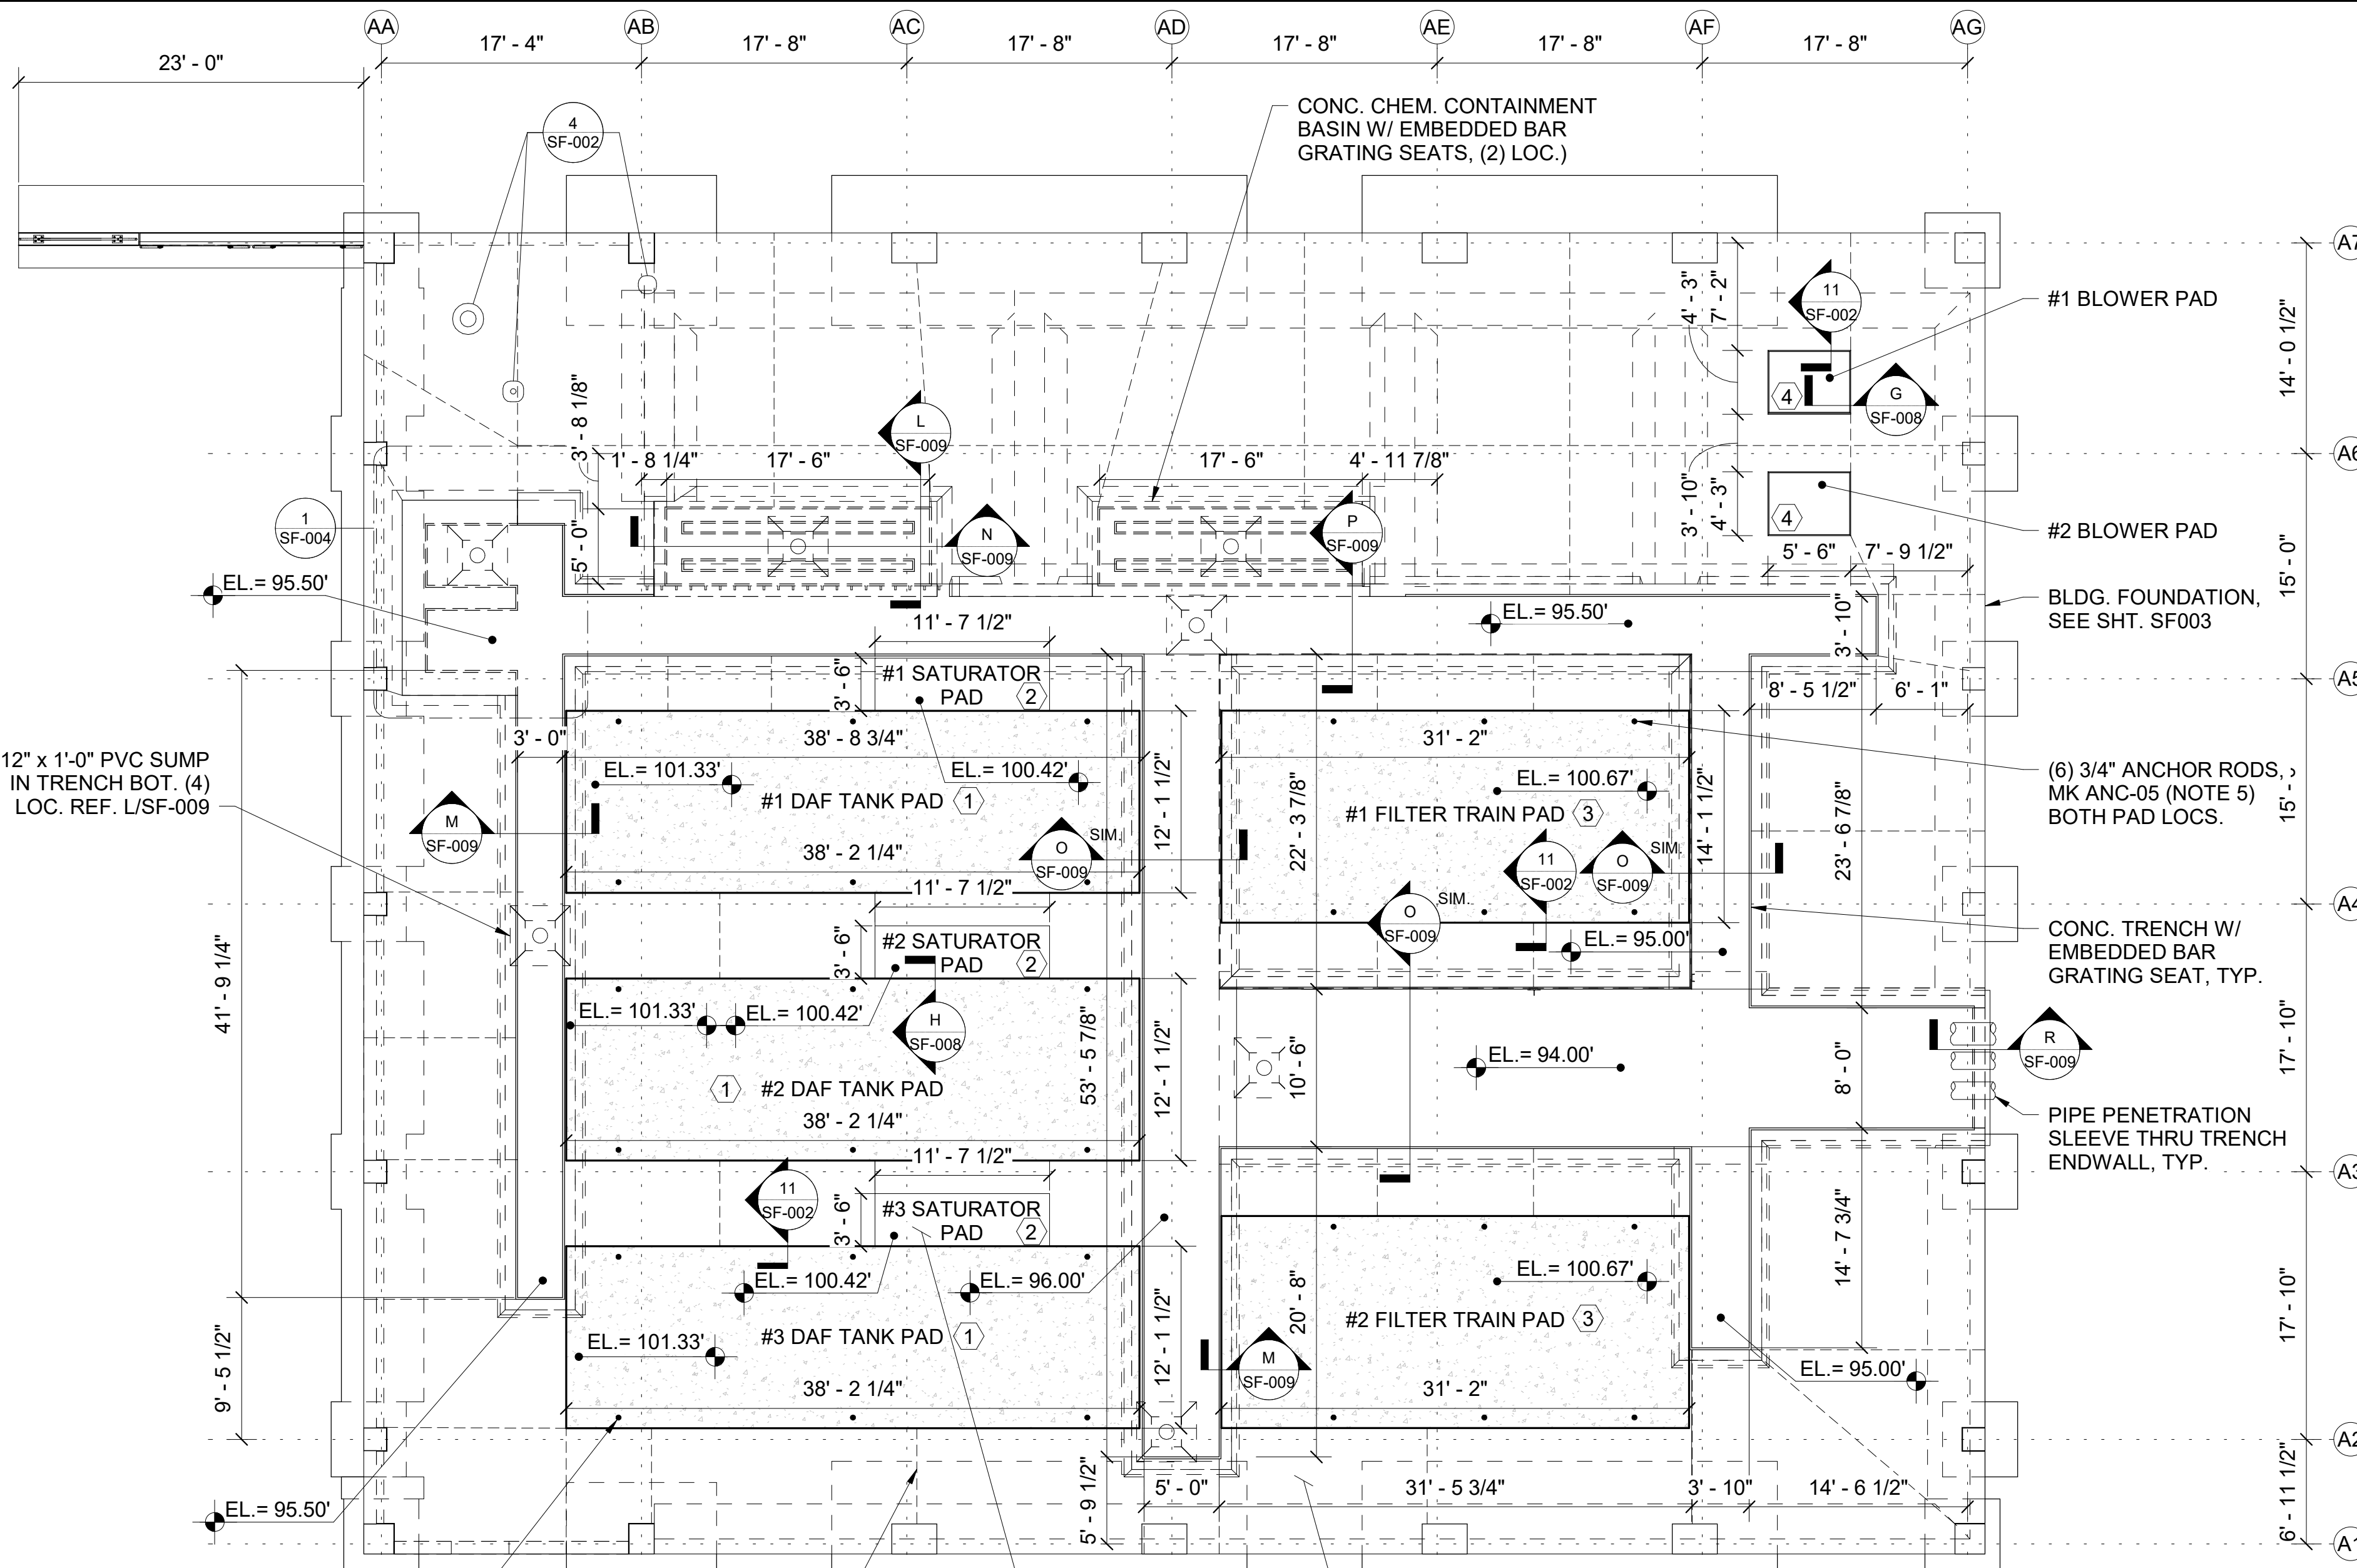 AA
AB
AC
AD
AE
AF
AG
17' - 4"
17' - 8"
17' - 8"
17' - 8"
17' - 8"
17' - 8"
23' - 0"
4
SF-002
CONC. CHEM. CONTAINMENT
BASIN W/ EMBEDDED BAR
GRATING SEATS, (2) LOC.)
A7
4' - 3"
7' - 2"
11
SF-002
#1 BLOWER PAD
14' - 0 1/2"
4
G
SF-008
3' - 8 1/8"
L
SF-009
1' - 8 1/4"
17' - 6"
17' - 6"
4' - 11 7/8"
A6
1
SF-004
5' - 0"
N
SF-009
P
SF-009
3' - 10"
4' - 3"
4
#2 BLOWER PAD
5' - 6"
7' - 9 1/2"
15' - 0"
EL.= 95.50'
BLDG. FOUNDATION,
SEE SHT. SF003
11' - 7 1/2"
EL.= 95.50'
3' - 10"
#1 SATURATOR
PAD
2
3' - 6"
8' - 5 1/2"
6' - 1"
A5
12" x 1'-0" PVC SUMP
IN TRENCH BOT. (4)
LOC. REF. L/SF-009
3' - 0"
38' - 8 3/4"
31' - 2"
EL.= 101.33'
EL.= 100.42'
EL.= 100.67'
(6) 3/4" ANCHOR RODS,
MK ANC-05 (NOTE 5)
BOTH PAD LOCS.
#1 DAF TANK PAD
1
12' - 1 1/2"
22' - 3 7/8"
#1 FILTER TRAIN PAD
3
14' - 1 1/2"
23' - 6 7/8"
M
SF-009
38' - 2 1/4"
O
SF-009
SIM.
11
SF-002
O
SF-009
SIM.
11' - 7 1/2"
O
SF-009
SIM.
A4
#2 SATURATOR
PAD
2
3' - 6"
EL.= 95.00'
CONC. TRENCH W/
EMBEDDED BAR
GRATING SEAT, TYP.
41' - 9 1/4"
EL.= 101.33'
EL.= 100.42'
H
SF-008
53' - 5 7/8"
12' - 1 1/2"
10' - 6"
EL.= 94.00'
8' - 0"
R
SF-009
17' - 10"
1
#2 DAF TANK PAD
38' - 2 1/4"
PIPE PENETRATION
SLEEVE THRU TRENCH
ENDWALL, TYP.
11' - 7 1/2"
A3
11
SF-002
3' - 6"
#3 SATURATOR
PAD
2
14' - 7 3/4"
EL.= 100.42'
EL.= 96.00'
EL.= 100.67'
#3 DAF TANK PAD
1
12' - 1 1/2"
20' - 8"
#2 FILTER TRAIN PAD
3
17' - 10"
EL.= 101.33'
M
SF-009
EL.= 95.00'
9' - 5 1/2"
38' - 2 1/4"
31' - 2"
A2
5' - 9 1/2"
5' - 0"
31' - 5 3/4"
3' - 10"
14' - 6 1/2"
6' - 11 1/2"
EL.= 95.50'
A1